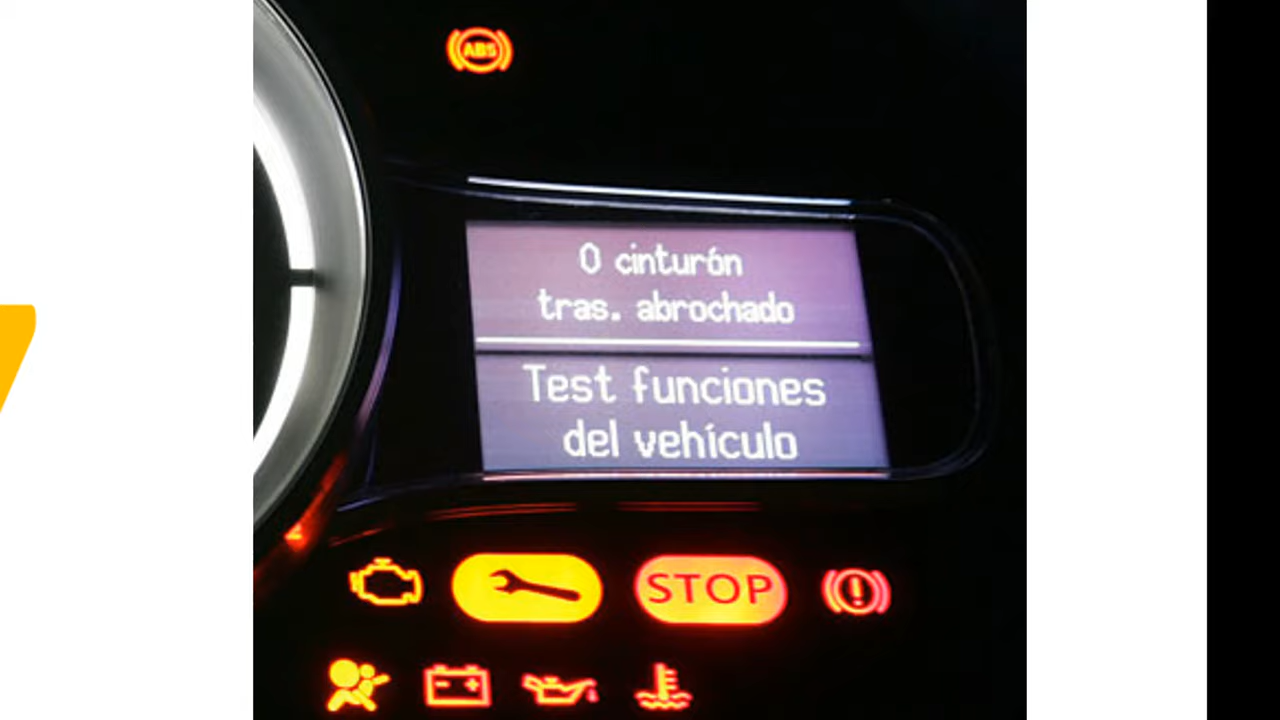 ABS
0 cinturón
tras. abrochado
Test funciones
del vehículo
STOP